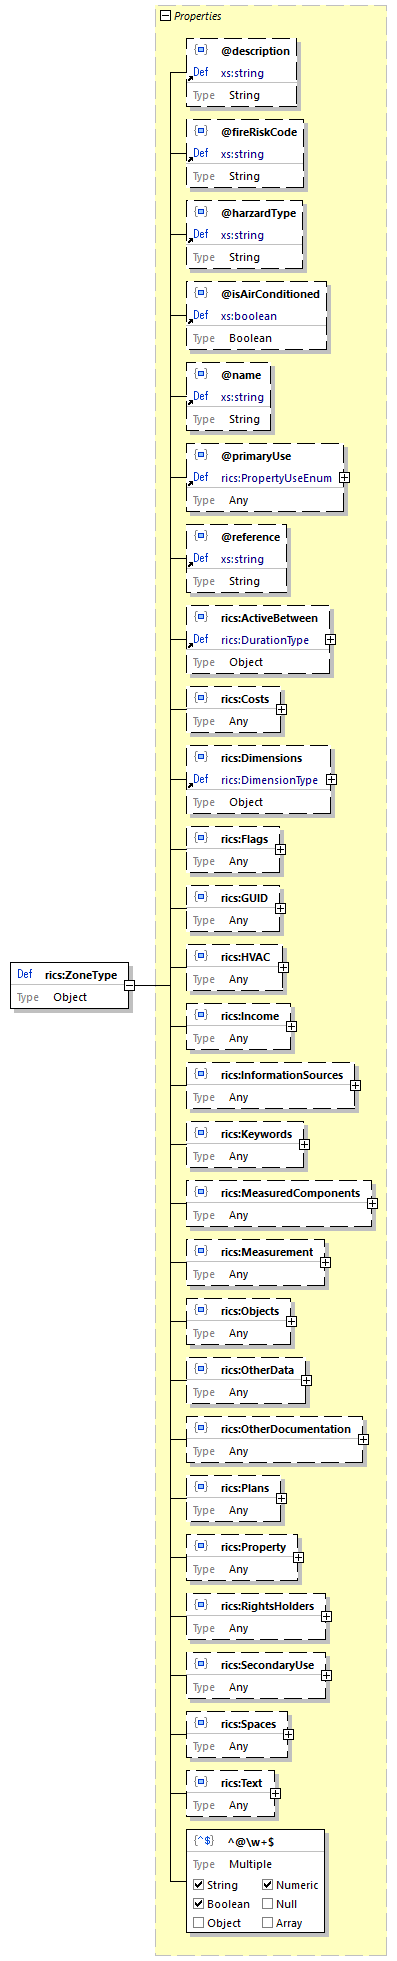 Properties
@description
Def xs:string
Type String
@fireRiskCode
Def xs:string
Type String
@harzardType
Def xs:string
Type String
@isAirConditioned
Def xs:boolean
Type Boolean
@name
Def xs:string
Type String
@primaryUse
Def rics:PropertyUseEnum
Type Any
@reference
Def xs:string
Type String
rics:ActiveBetween
Def rics:DurationType
Type Object
rics:Costs
Type Any
rics:Dimensions
Def rics:DimensionType
Type Object
rics:Flags
Type Any
rics:GUID
Type Any
rics:HVAC
Type Any
Def rics:ZoneType
Type Object
rics:Income
Type Any
rics:InformationSources
Type Any
rics:Keywords
Type Any
rics:MeasuredComponents
Type Any
rics:Measurement
Type Any
rics:Objects
Type Any
rics:OtherData
Type Any
rics:OtherDocumentation
Type Any
rics:Plans
Type Any
rics:Property
Type Any
rics:RightsHolders
Type Any
rics:SecondaryUse
Type Any
rics:Spaces
Type Any
rics:Text
Type Any
{^$} ^@\w+$
Type Multiple
String Numeric
Boolean Null
Object Array